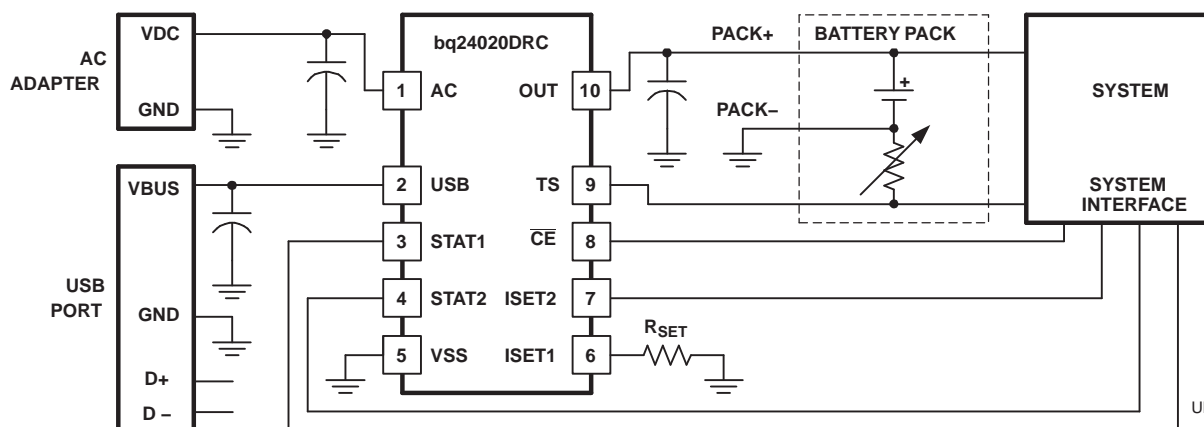 VDC
AC
ADAPTER
GND
VBUS
USB
PORT
GND
D+
D –
bq24020DRC
1 AC
OUT 10
2 USB
TS 9
3 STAT1
CE 8
4 STAT2
ISET2 7
5 VSS
ISET1 6
RSET
PACK+
BATTERY PACK
+
PACK–
SYSTEM
SYSTEM
INTERFACE